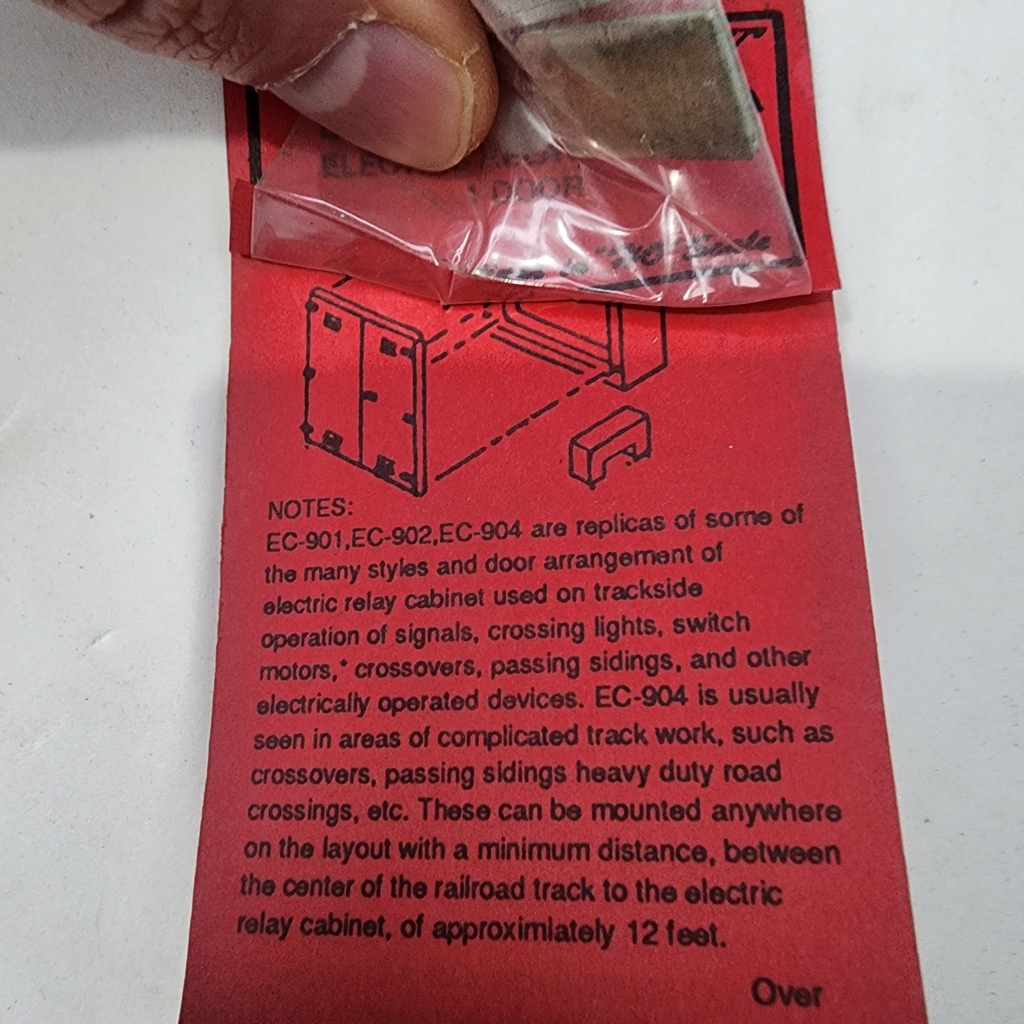 1 DOOR
"HO" Scale
NOTES:
EC-901,EC-902,EC-904 are replicas of some of
the many styles and door arrangement of
electric relay cabinet used on trackside
operation of signals, crossing lights, switch
motors,* crossovers, passing sidings, and other
electrically operated devices. EC-904 is usually
seen in areas of complicated track work, such as
crossovers, passing sidings heavy duty road
crossings, etc. These can be mounted anywhere
on the layout with a minimum distance, between
the center of the railroad track to the electric
relay cabinet, of approximlately 12 feet.
Over